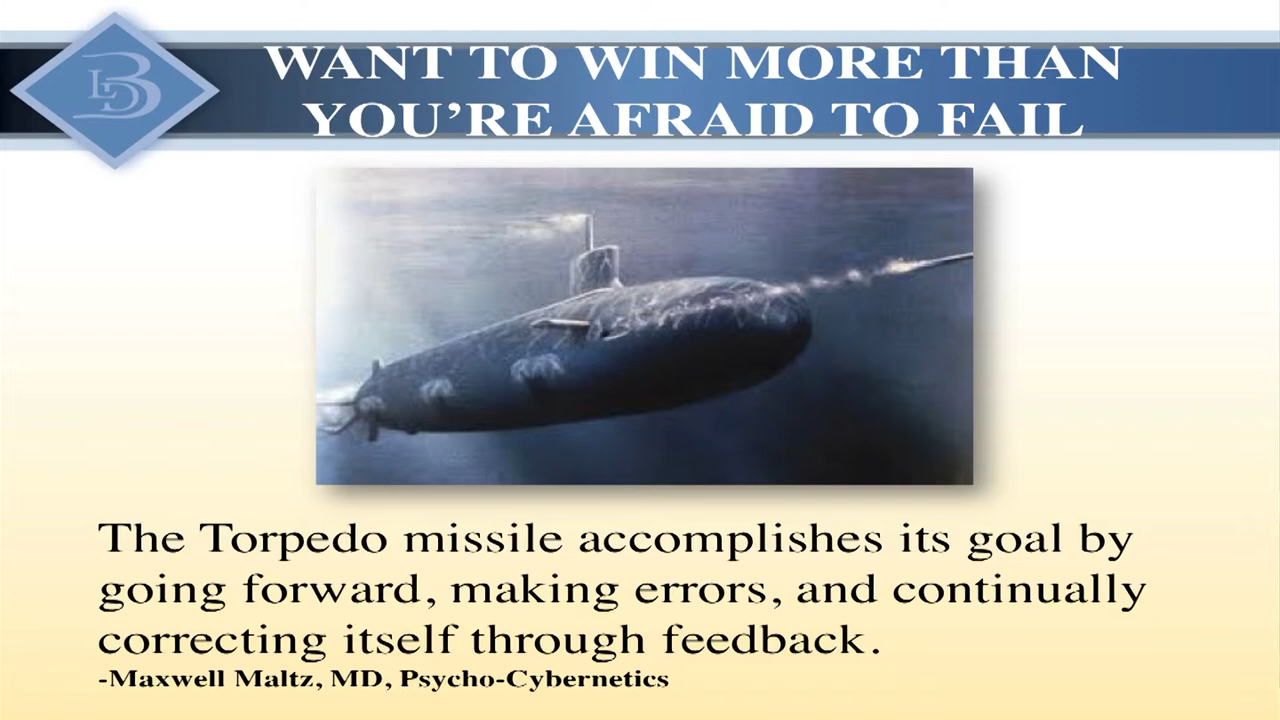 LB
WANT TO WIN MORE THAN
YOU'RE AFRAID TO FAIL
The Torpedo missile accomplishes its goal by
going forward, making errors, and continually
correcting itself through feedback.
-Maxwell Maltz, MD, Psycho-Cybernetics